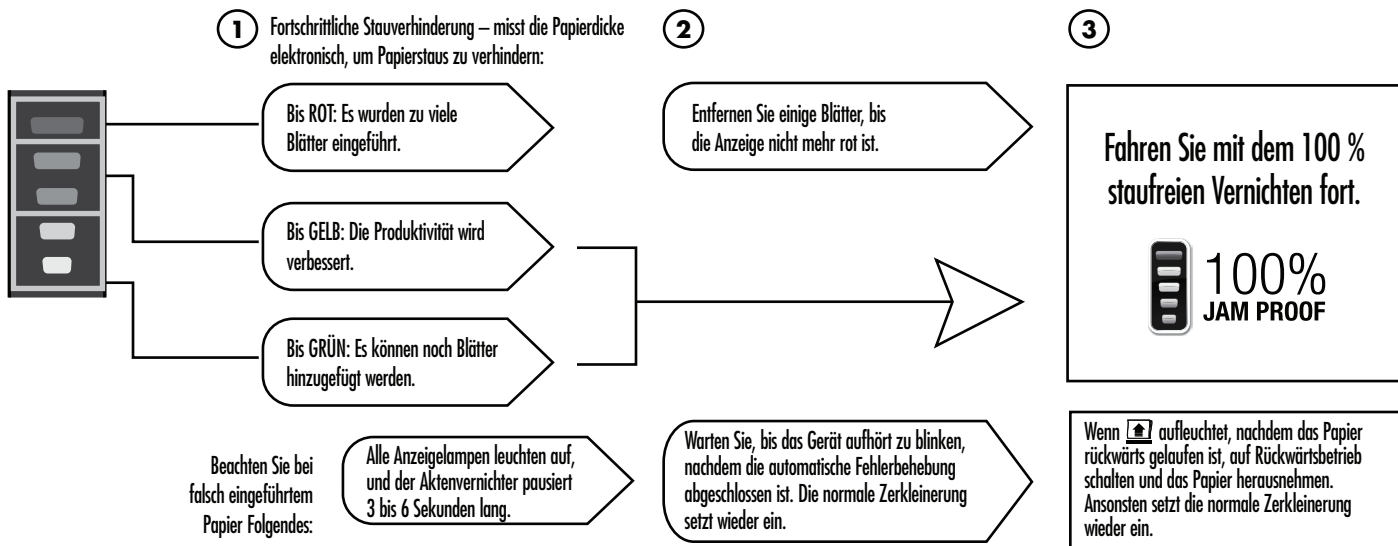 1
Fortschrittliche Stauverhinderung – misst die Papierdicke
elektronisch, um Papierstaus zu verhindern:
Bis ROT: Es wurden zu viele
Blätter eingeführt.
Bis GELB: Die Produktivität wird
verbessert.
Bis GRÜN: Es können noch Blätter
hinzugefügt werden.
2
Entfernen Sie einige Blätter, bis
die Anzeige nicht mehr rot ist.
3
Fahren Sie mit dem 100 %
staufreien Vernichten fort.
100%
JAM PROOF
Beachten Sie bei
falsch eingeführtem
Papier Folgendes:
Alle Anzeigelampen leuchten auf,
und der Aktenvernichter pausiert
3 bis 6 Sekunden lang.
Warten Sie, bis das Gerät aufhört zu blinken,
nachdem die automatische Fehlerbehebung
abgeschlossen ist. Die normale Zerkleinerung
setzt wieder ein.
Wenn aufleuchtet, nachdem das Papier
rückwärts gelaufen ist, auf Rückwärtsbetrieb
schalten und das Papier herausnehmen.
Ansonsten setzt die normale Zerkleinerung
wieder ein.